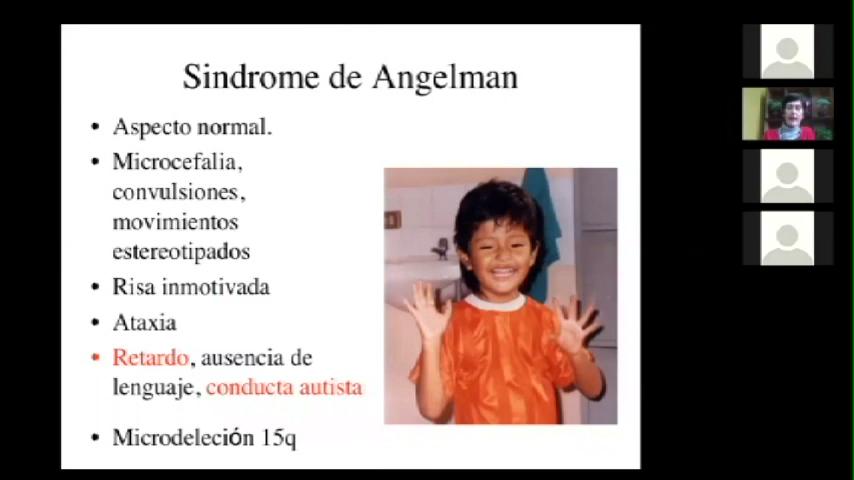 Sindrome de Angelman
• Aspecto normal.
• Microcefalia,
convulsiones,
movimientos
estereotipados
• Risa inmotivada
• Ataxia
• Retardo, ausencia de
lenguaje, conducta autista
• Microdeleción 15q